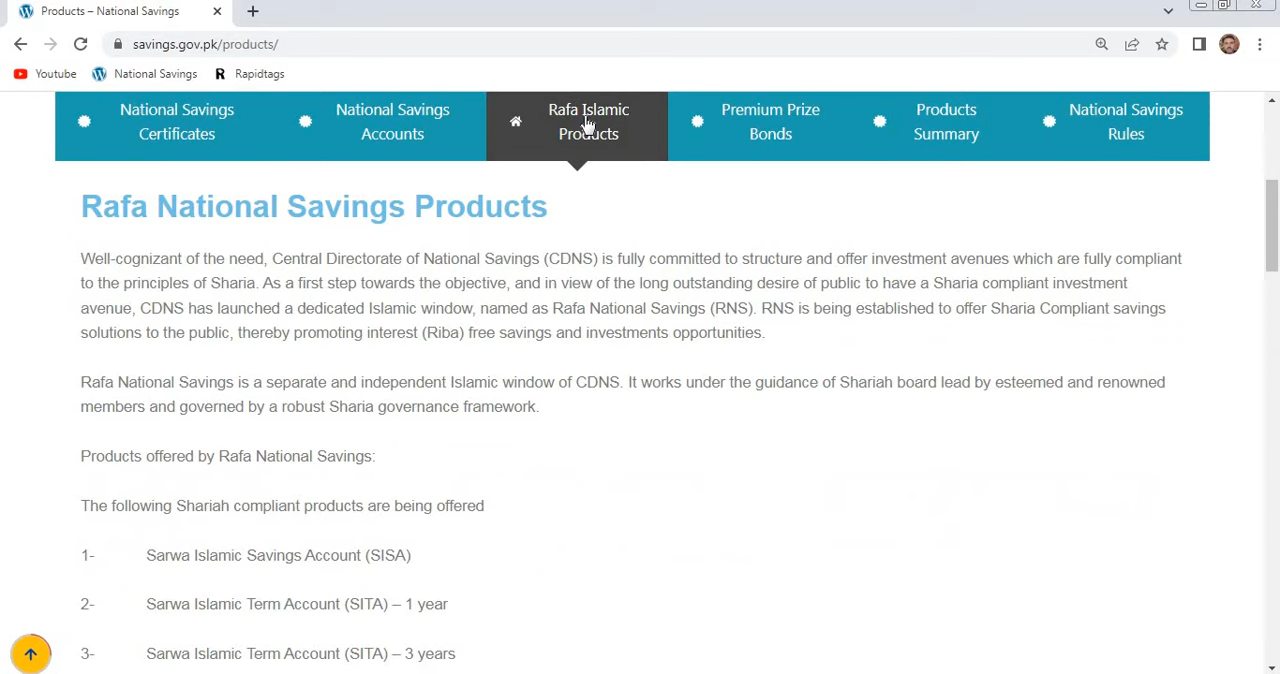 Products – National Savings
savings.gov.pk/products/
Youtube
National Savings
Rapidtags
National Savings
Certificates
National Savings
Accounts
Rafa Islamic
Products
Premium Prize
Bonds
Products
Summary
National Savings
Rules
Rafa National Savings Products
Well-cognizant of the need, Central Directorate of National Savings (CDNS) is fully committed to structure and offer investment avenues which are fully compliant
to the principles of Sharia. As a first step towards the objective, and in view of the long outstanding desire of public to have a Sharia compliant investment
avenue, CDNS has launched a dedicated Islamic window, named as Rafa National Savings (RNS). RNS is being established to offer Sharia Compliant savings
solutions to the public, thereby promoting interest (Riba) free savings and investments opportunities.
Rafa National Savings is a separate and independent Islamic window of CDNS. It works under the guidance of Shariah board lead by esteemed and renowned
members and governed by a robust Sharia governance framework.
Products offered by Rafa National Savings:
The following Shariah compliant products are being offered
1- Sarwa Islamic Savings Account (SISA)
2- Sarwa Islamic Term Account (SITA) – 1 year
3- Sarwa Islamic Term Account (SITA) – 3 years